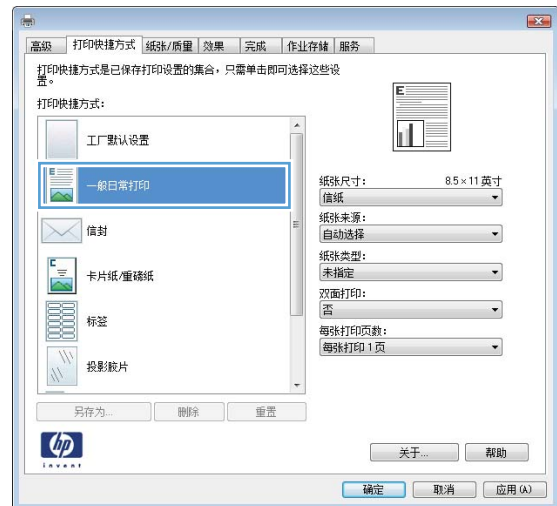 高级 打印快捷方式 纸张/质量 效果 完成 作业存储 服务
打印快捷方式是已保存打印设置的集合，只需单击即可选择这些设
置。
打印快捷方式：
工厂默认设置
E
一般日常打印
信封
C
卡片纸/重磅纸
标签
投影胶片
另存为... 删除 重置
E
纸张尺寸： 8.5 × 11 英寸
信纸
纸张来源：
自动选择
纸张类型：
未指定
双面打印：
否
每张打印页数：
每张打印 1 页
hp
invent
关于... 帮助
确定 取消 应用(A)